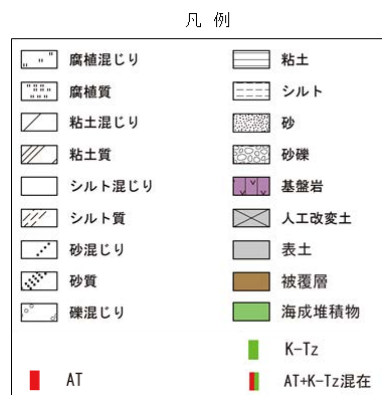 凡 例
腐植混じり
腐植質
粘土混じり
粘土質
シルト混じり
シルト質
砂混じり
砂質
礫混じり
AT
粘土
シルト
砂
砂礫
基盤岩
人工改変土
表土
被覆層
海成堆積物
K-Tz
AT+K-Tz混在